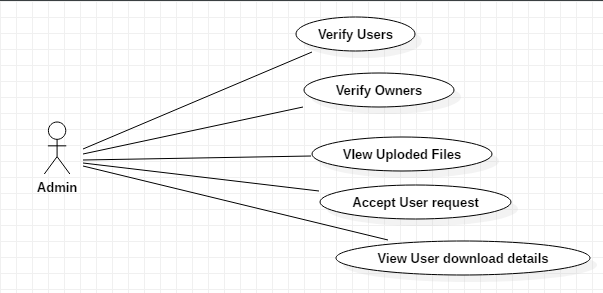 Verify Users
Verify Owners
VIew Uploded Files
Admin
Accept User request
View User download details